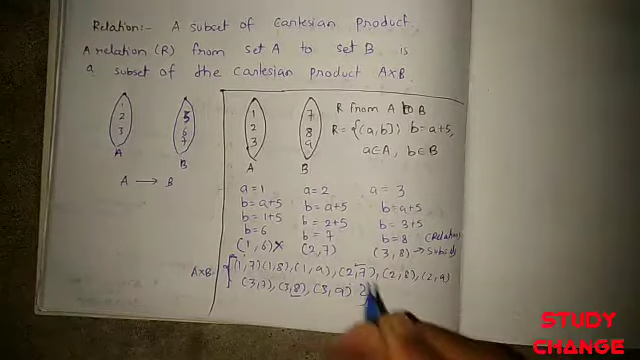 Relation:- A subset of Cartesian product.
A relation (R) from set A to set B is
a subset of the Cartesian product A×B.
1
2
3
A
5
6
7
B
A → B
1
2
3
A
7
8
9
B
R from A to B
R = {(a,b); b = a+5,
a∈A, b∈B
a = 1
b = a+5
b = 1+5
b = 6
(1,6)×
a = 2
b = a+5
b = 2+5
b = 7
(2,7)
a = 3
b = a+5
b = 3+5
b = 8 (Relation
(3,8) → Subset)
A×B = {(1,7)(1,8),(1,9),(2,7),(2,8),(2,9)
(3,7),(3,8),(3,9)}
STUDY
CHANGE